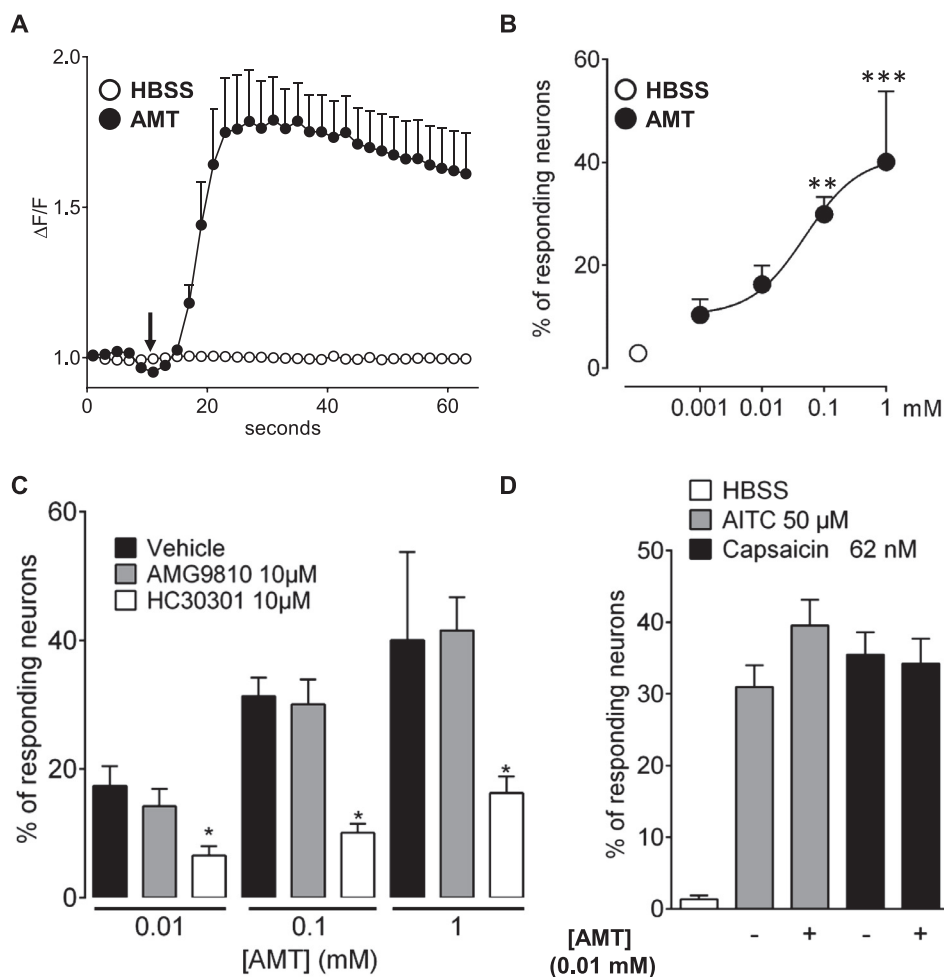 A
2.0
HBSS
AMT
ΔF/F
1.5
1.0
0 20 40 60
seconds
B
60
HBSS
AMT
***
**
% of responding neurons
40
20
0
0.001 0.01 0.1 1 mM
C
60
Vehicle
AMG9810 10µM
HC30301 10µM
% of responding neurons
40
20
0
*
*
*
0.01 0.1 1
[AMT] (mM)
D
HBSS
AITC 50 µM
Capsaicin 62 nM
50
% of responding neurons
40
30
20
10
0
[AMT] - + - +
(0.01 mM)